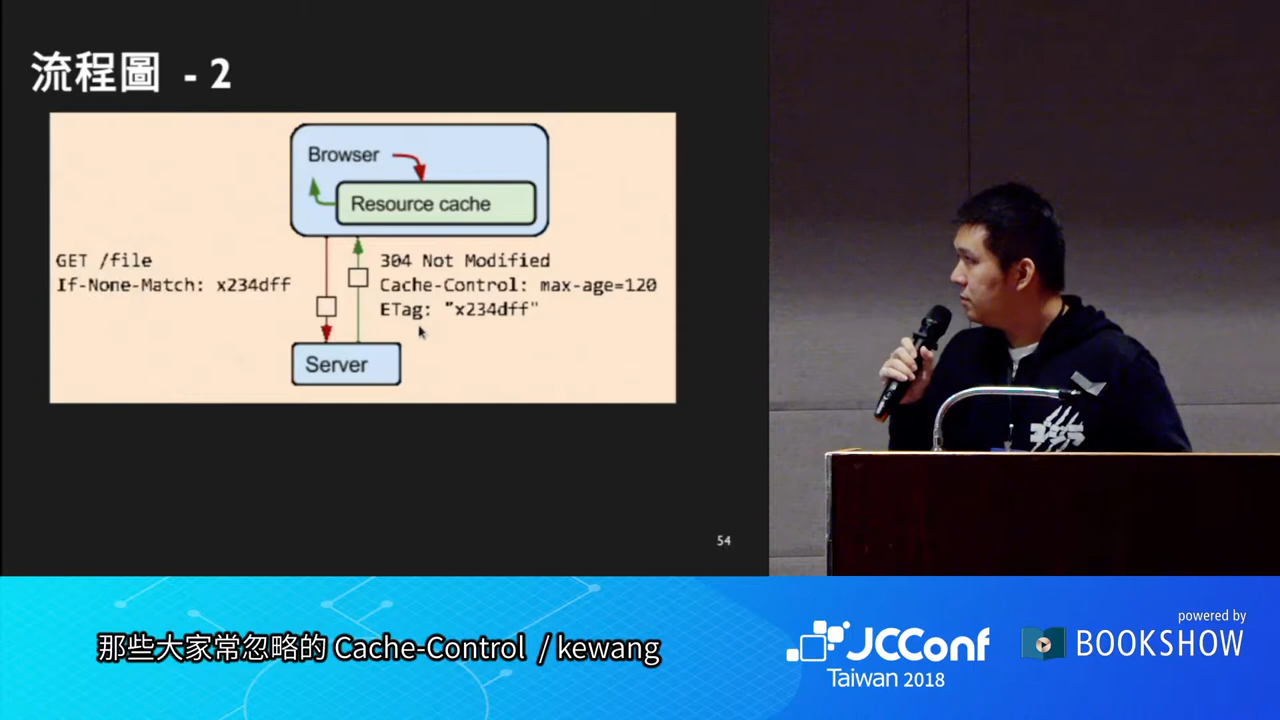 流程圖 - 2
Browser
Resource cache
GET /file
If-None-Match: x234dff
304 Not Modified
Cache-Control: max-age=120
ETag: "x234dff"
Server
54
那些大家常忽略的 Cache-Control / kewang
JCConf
Taiwan 2018
powered by
BOOKSHOW